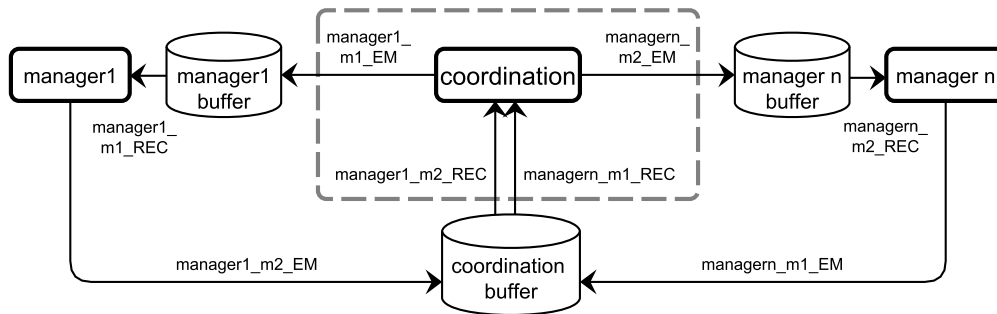 manager1_
m1_EM
managern_
m2_EM
manager1
manager1
buffer
coordination
manager n
buffer
manager n
manager1_
m1_REC
managern_
m2_REC
manager1_m2_REC
managern_m1_REC
manager1_m2_EM
coordination
buffer
managern_m1_EM